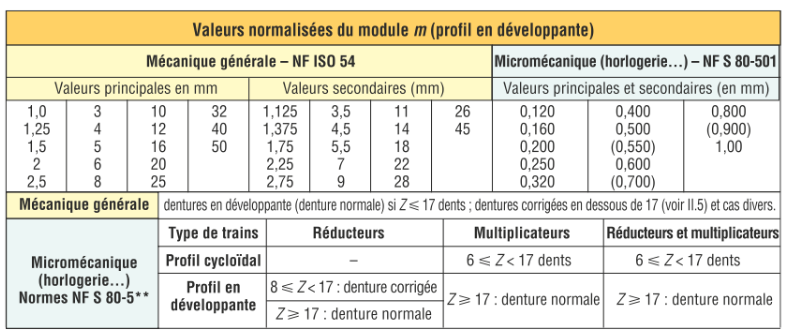 Valeurs normalisées du module m (profil en développante)
Mécanique générale – NF ISO 54 Micromécanique (horlogerie…) – NF S 80-501
Valeurs principales en mm Valeurs secondaires (mm) Valeurs principales et secondaires (en mm)
1,0 3 10 32 1,125 3,5 11 26 0,120 0,400 0,800
1,25 4 12 40 1,375 4,5 14 45 0,160 0,500 (0,900)
1,5 5 16 50 1,75 5,5 18 0,200 (0,550) 1,00
2 6 20 2,25 7 22 0,250 0,600
2,5 8 25 2,75 9 28 0,320 (0,700)
Mécanique générale dentures en développante (denture normale) si Z ⩽ 17 dents ; dentures corrigées en dessous de 17 (voir II.5) et cas divers.
Micromécanique
(horlogerie…)
Normes NF S 80-5**
Type de trains Réducteurs Multiplicateurs Réducteurs et multiplicateurs
Profil cycloïdal – 6 ⩽ Z < 17 dents 6 ⩽ Z < 17 dents
Profil en
développante
8 ⩽ Z < 17 : denture corrigée
Z ⩾ 17 : denture normale
Z ⩾ 17 : denture normale
Z ⩾ 17 : denture normale